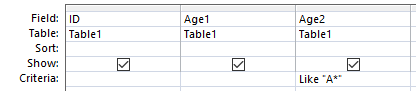 Field: ID Age1 Age2
Table: Table1 Table1 Table1
Sort:
Show:
Criteria: Like "A*"